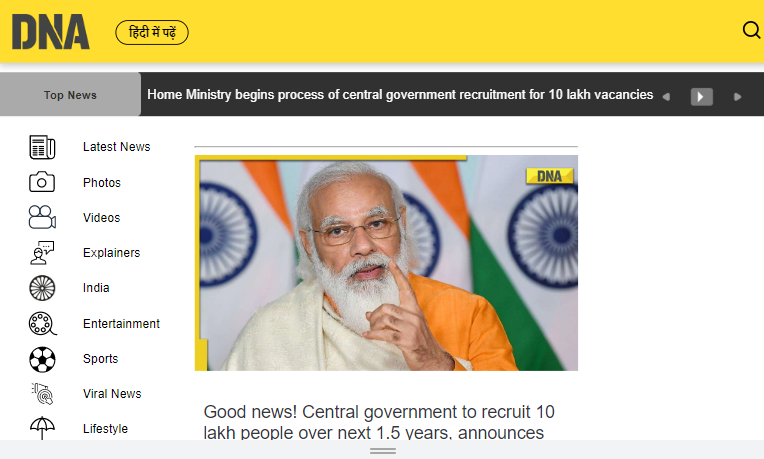 DNA
हिंदी में पढ़ें
Top News
Home Ministry begins process of central government recruitment for 10 lakh vacancies
Latest News
Photos
Videos
Explainers
India
Entertainment
Sports
Viral News
Lifestyle
DNA
Good news! Central government to recruit 10
lakh people over next 1.5 years, announces